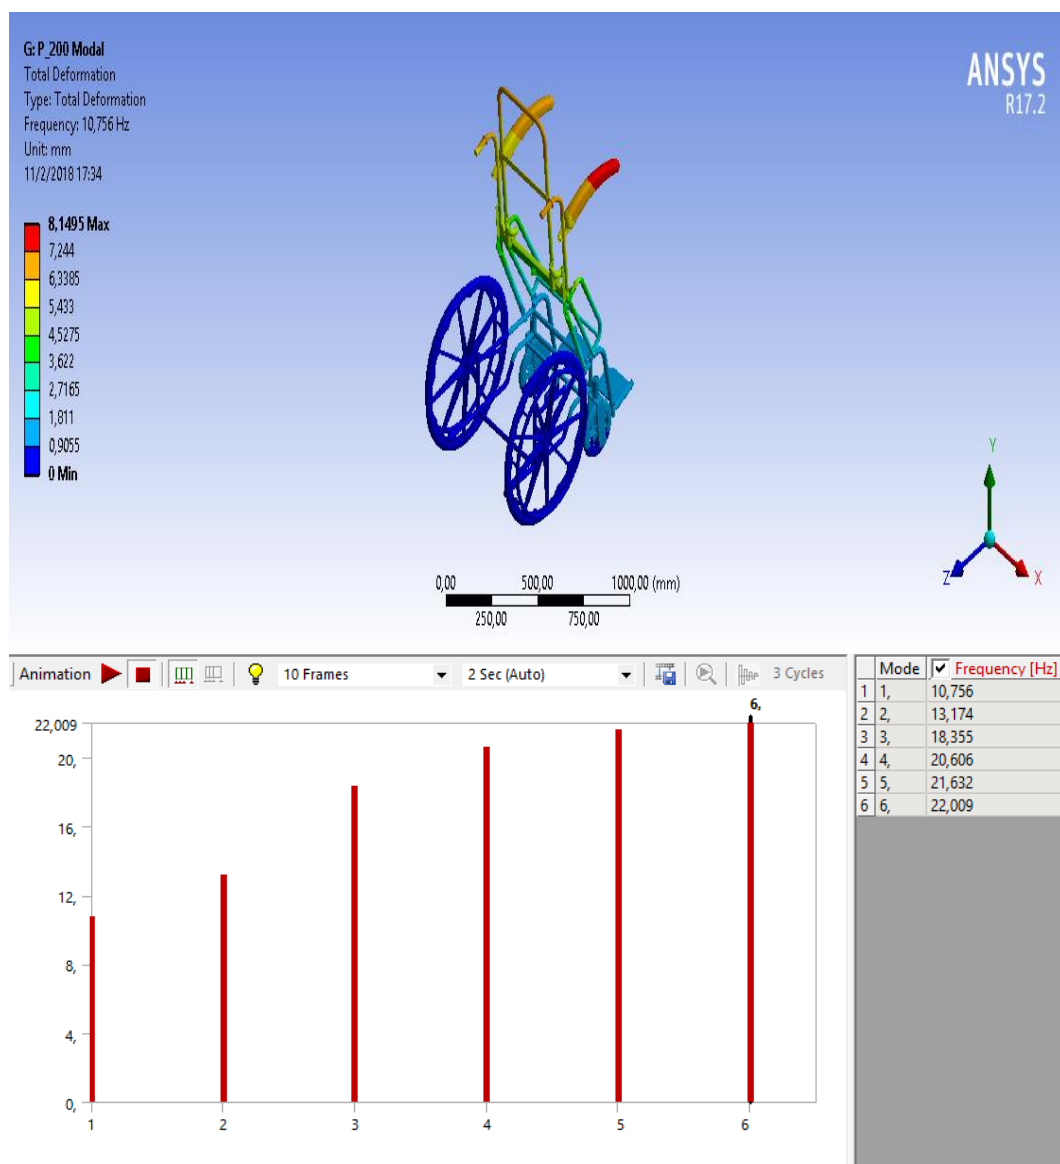 G: P_200 Modal
Total Deformation
Type: Total Deformation
Frequency: 10,756 Hz
Unit: mm
11/2/2018 17:34
ANSYS
R17.2
8,1495 Max
7,244
6,3385
5,433
4,5275
3,622
2,7165
1,811
0,9055
0 Min
Y
Z
X
0,00 500,00 1000,00 (mm)
250,00 750,00
Animation 10 Frames 2 Sec (Auto) 3 Cycles
Mode Frequency [Hz]
1 1, 10,756
2 2, 13,174
3 3, 18,355
4 4, 20,606
5 5, 21,632
6 6, 22,009
6,
22,009
20,
16,
12,
8,
4,
0,
1 2 3 4 5 6